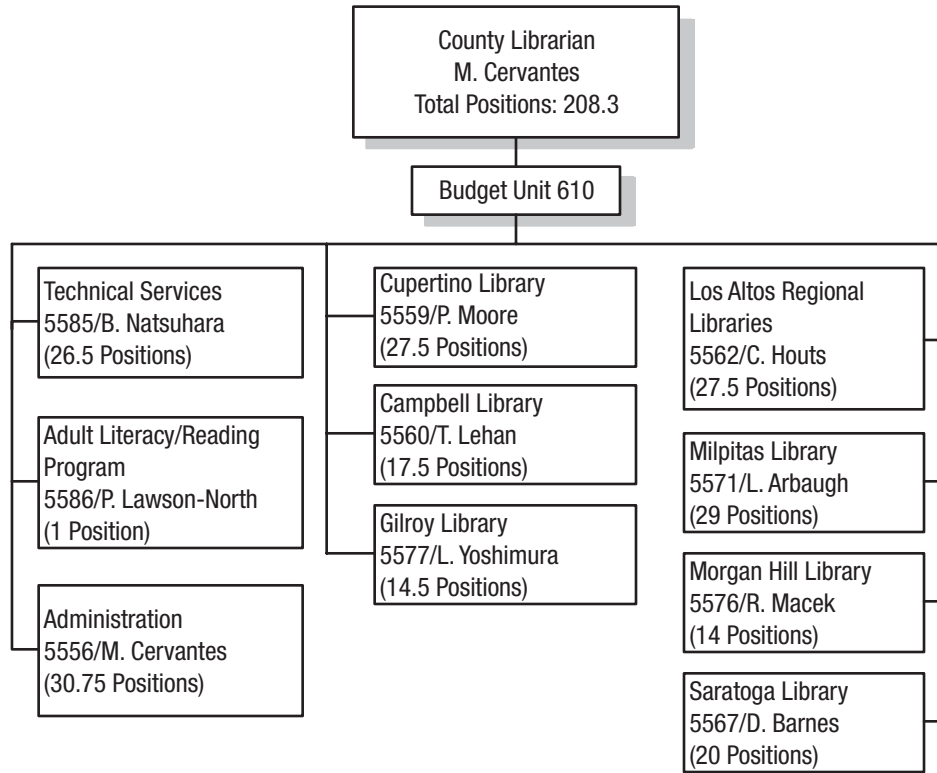 County Librarian
M. Cervantes
Total Positions: 208.3
Budget Unit 610
Technical Services
5585/B. Natsuhara
(26.5 Positions)
Adult Literacy/Reading
Program
5586/P. Lawson-North
(1 Position)
Administration
5556/M. Cervantes
(30.75 Positions)
Cupertino Library
5559/P. Moore
(27.5 Positions)
Campbell Library
5560/T. Lehan
(17.5 Positions)
Gilroy Library
5577/L. Yoshimura
(14.5 Positions)
Los Altos Regional
Libraries
5562/C. Houts
(27.5 Positions)
Milpitas Library
5571/L. Arbaugh
(29 Positions)
Morgan Hill Library
5576/R. Macek
(14 Positions)
Saratoga Library
5567/D. Barnes
(20 Positions)